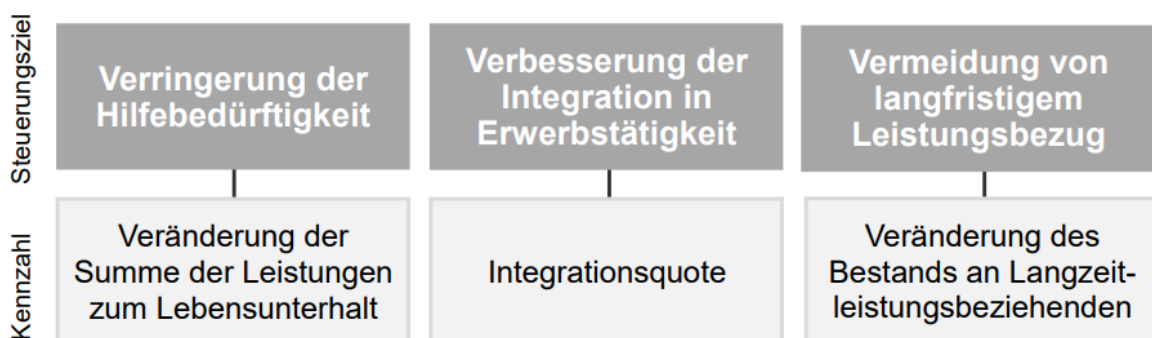 Steuerungsziel
Verringerung der
Hilfebedürftigkeit
Verbesserung der
Integration in
Erwerbstätigkeit
Vermeidung von
langfristigem
Leistungsbezug
Kennzahl
Veränderung der
Summe der Leistungen
zum Lebensunterhalt
Integrationsquote
Veränderung des
Bestands an Langzeit-
leistungsbeziehenden